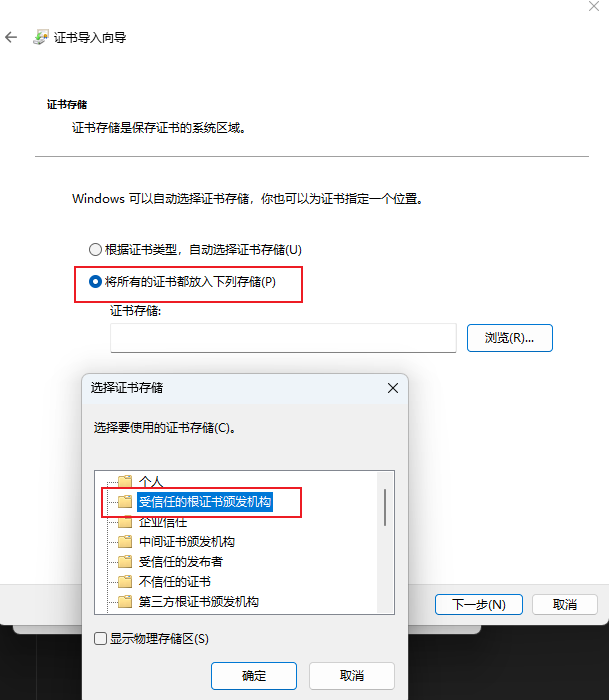 证书导入向导
证书存储
证书存储是保存证书的系统区域。
Windows 可以自动选择证书存储，你也可以为证书指定一个位置。
根据证书类型，自动选择证书存储(U)
将所有的证书都放入下列存储(P)
证书存储:
浏览(R)...
选择证书存储
选择要使用的证书存储(C)。
个人
受信任的根证书颁发机构
企业信任
中间证书颁发机构
受信任的发布者
不信任的证书
第三方根证书颁发机构
下一步(N)
取消
显示物理存储区(S)
确定
取消